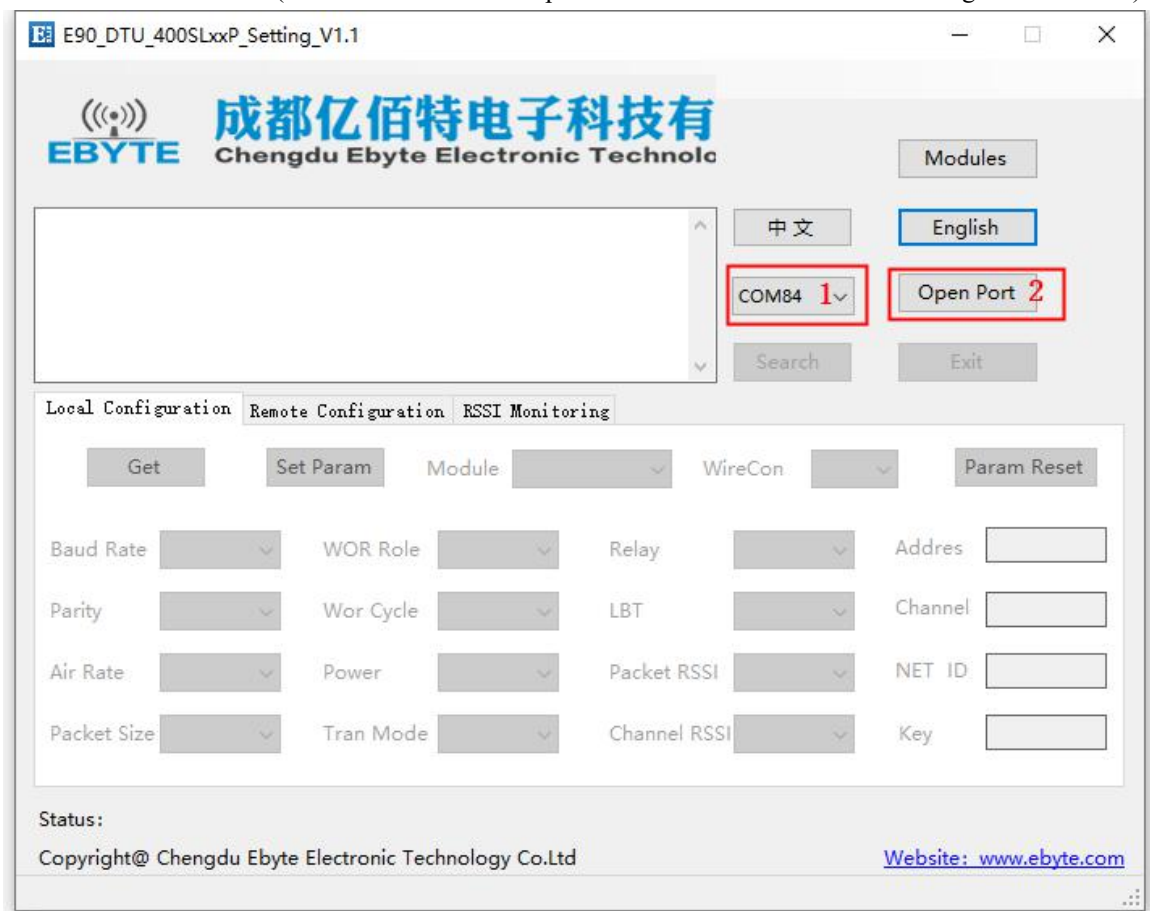 E90_DTU_400SLxxP_Setting_V1.1
成都亿佰特电子科技有
EBYTE Chengdu Ebyte Electronic Technolo
Modules
中文 English
COM84 1 Open Port 2
Search Exit
Local Configuration Remote Configuration RSSI Monitoring
Get Set Param Module WireCon Param Reset
Baud Rate WOR Role Relay Addres
Parity Wor Cycle LBT Channel
Air Rate Power Packet RSSI NET ID
Packet Size Tran Mode Channel RSSI Key
Status:
Copyright@ Chengdu Ebyte Electronic Technology Co.Ltd Website: www.ebyte.com